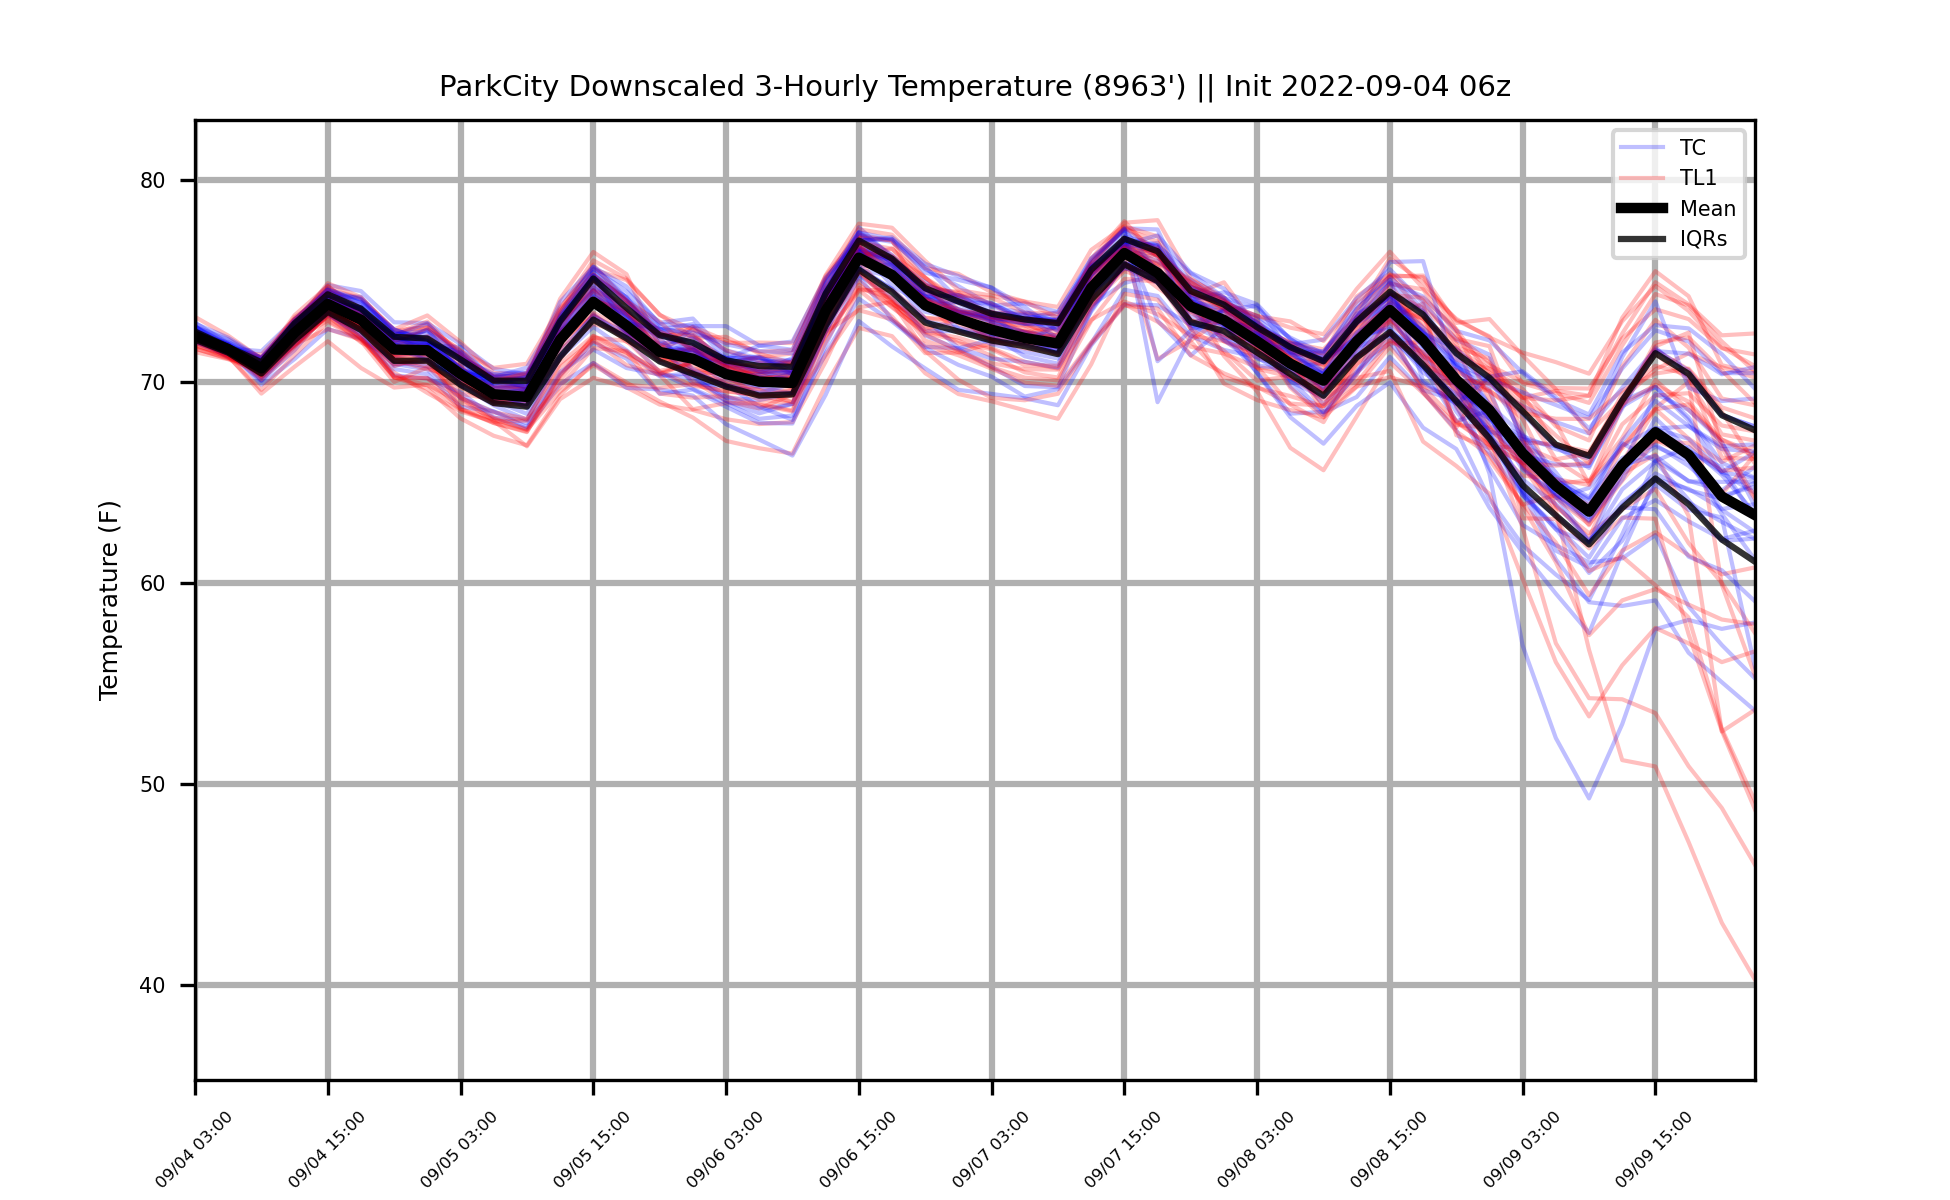 ParkCity Downscaled 3-Hourly Temperature (8963') || Init 2022-09-04 06z
TC
TL1
Mean
IQRs
Temperature (F)
80
70
60
50
40
09/04 03:00
09/04 15:00
09/05 03:00
09/05 15:00
09/06 03:00
09/06 15:00
09/07 03:00
09/07 15:00
09/08 03:00
09/08 15:00
09/09 03:00
09/09 15:00